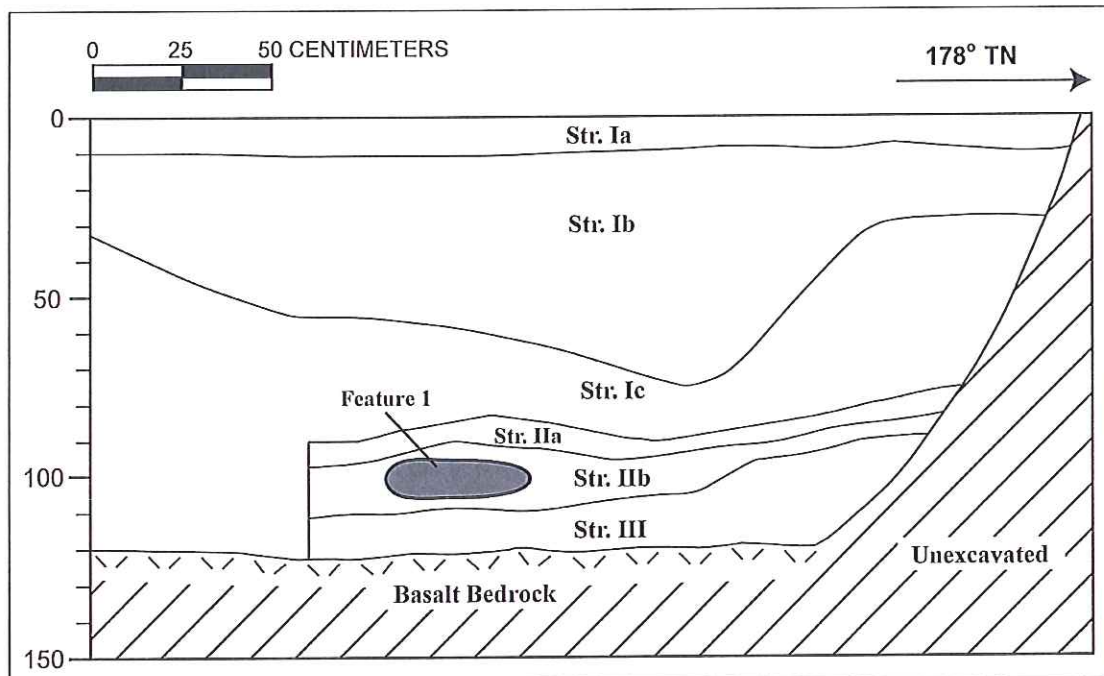 0 25 50 CENTIMETERS
178° TN
0
Str. Ia
Str. Ib
50
Str. Ic
Feature 1
Str. IIa
100
Str. IIb
Str. III
Unexcavated
Basalt Bedrock
150